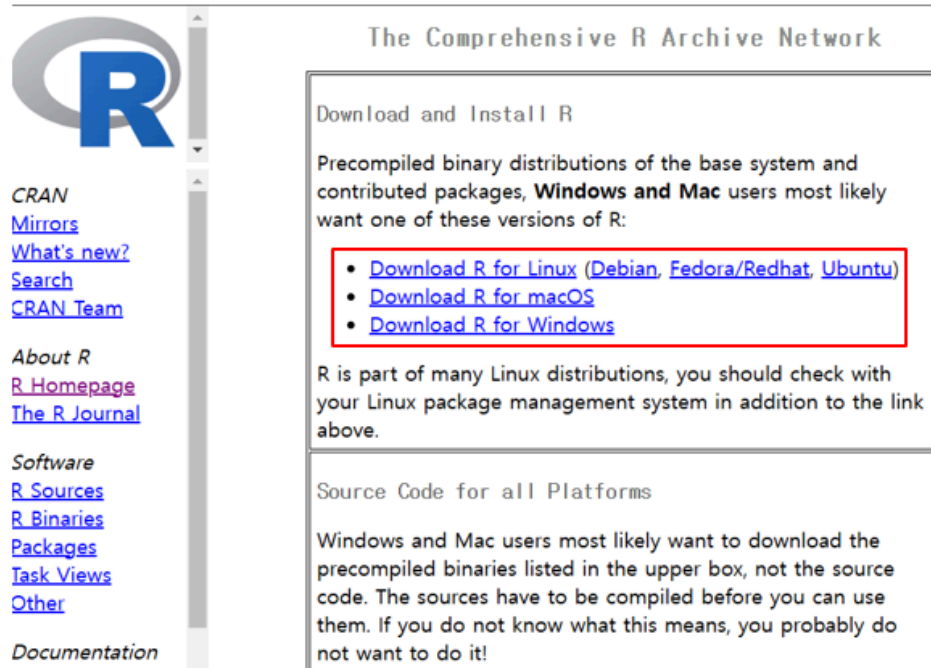 R
CRAN
Mirrors
What's new?
Search
CRAN Team
About R
R Homepage
The R Journal
Software
R Sources
R Binaries
Packages
Task Views
Other
Documentation
The Comprehensive R Archive Network
Download and Install R
Precompiled binary distributions of the base system and
contributed packages, Windows and Mac users most likely
want one of these versions of R:
• Download R for Linux (Debian, Fedora/Redhat, Ubuntu)
• Download R for macOS
• Download R for Windows
R is part of many Linux distributions, you should check with
your Linux package management system in addition to the link
above.
Source Code for all Platforms
Windows and Mac users most likely want to download the
precompiled binaries listed in the upper box, not the source
code. The sources have to be compiled before you can use
them. If you do not know what this means, you probably do
not want to do it!